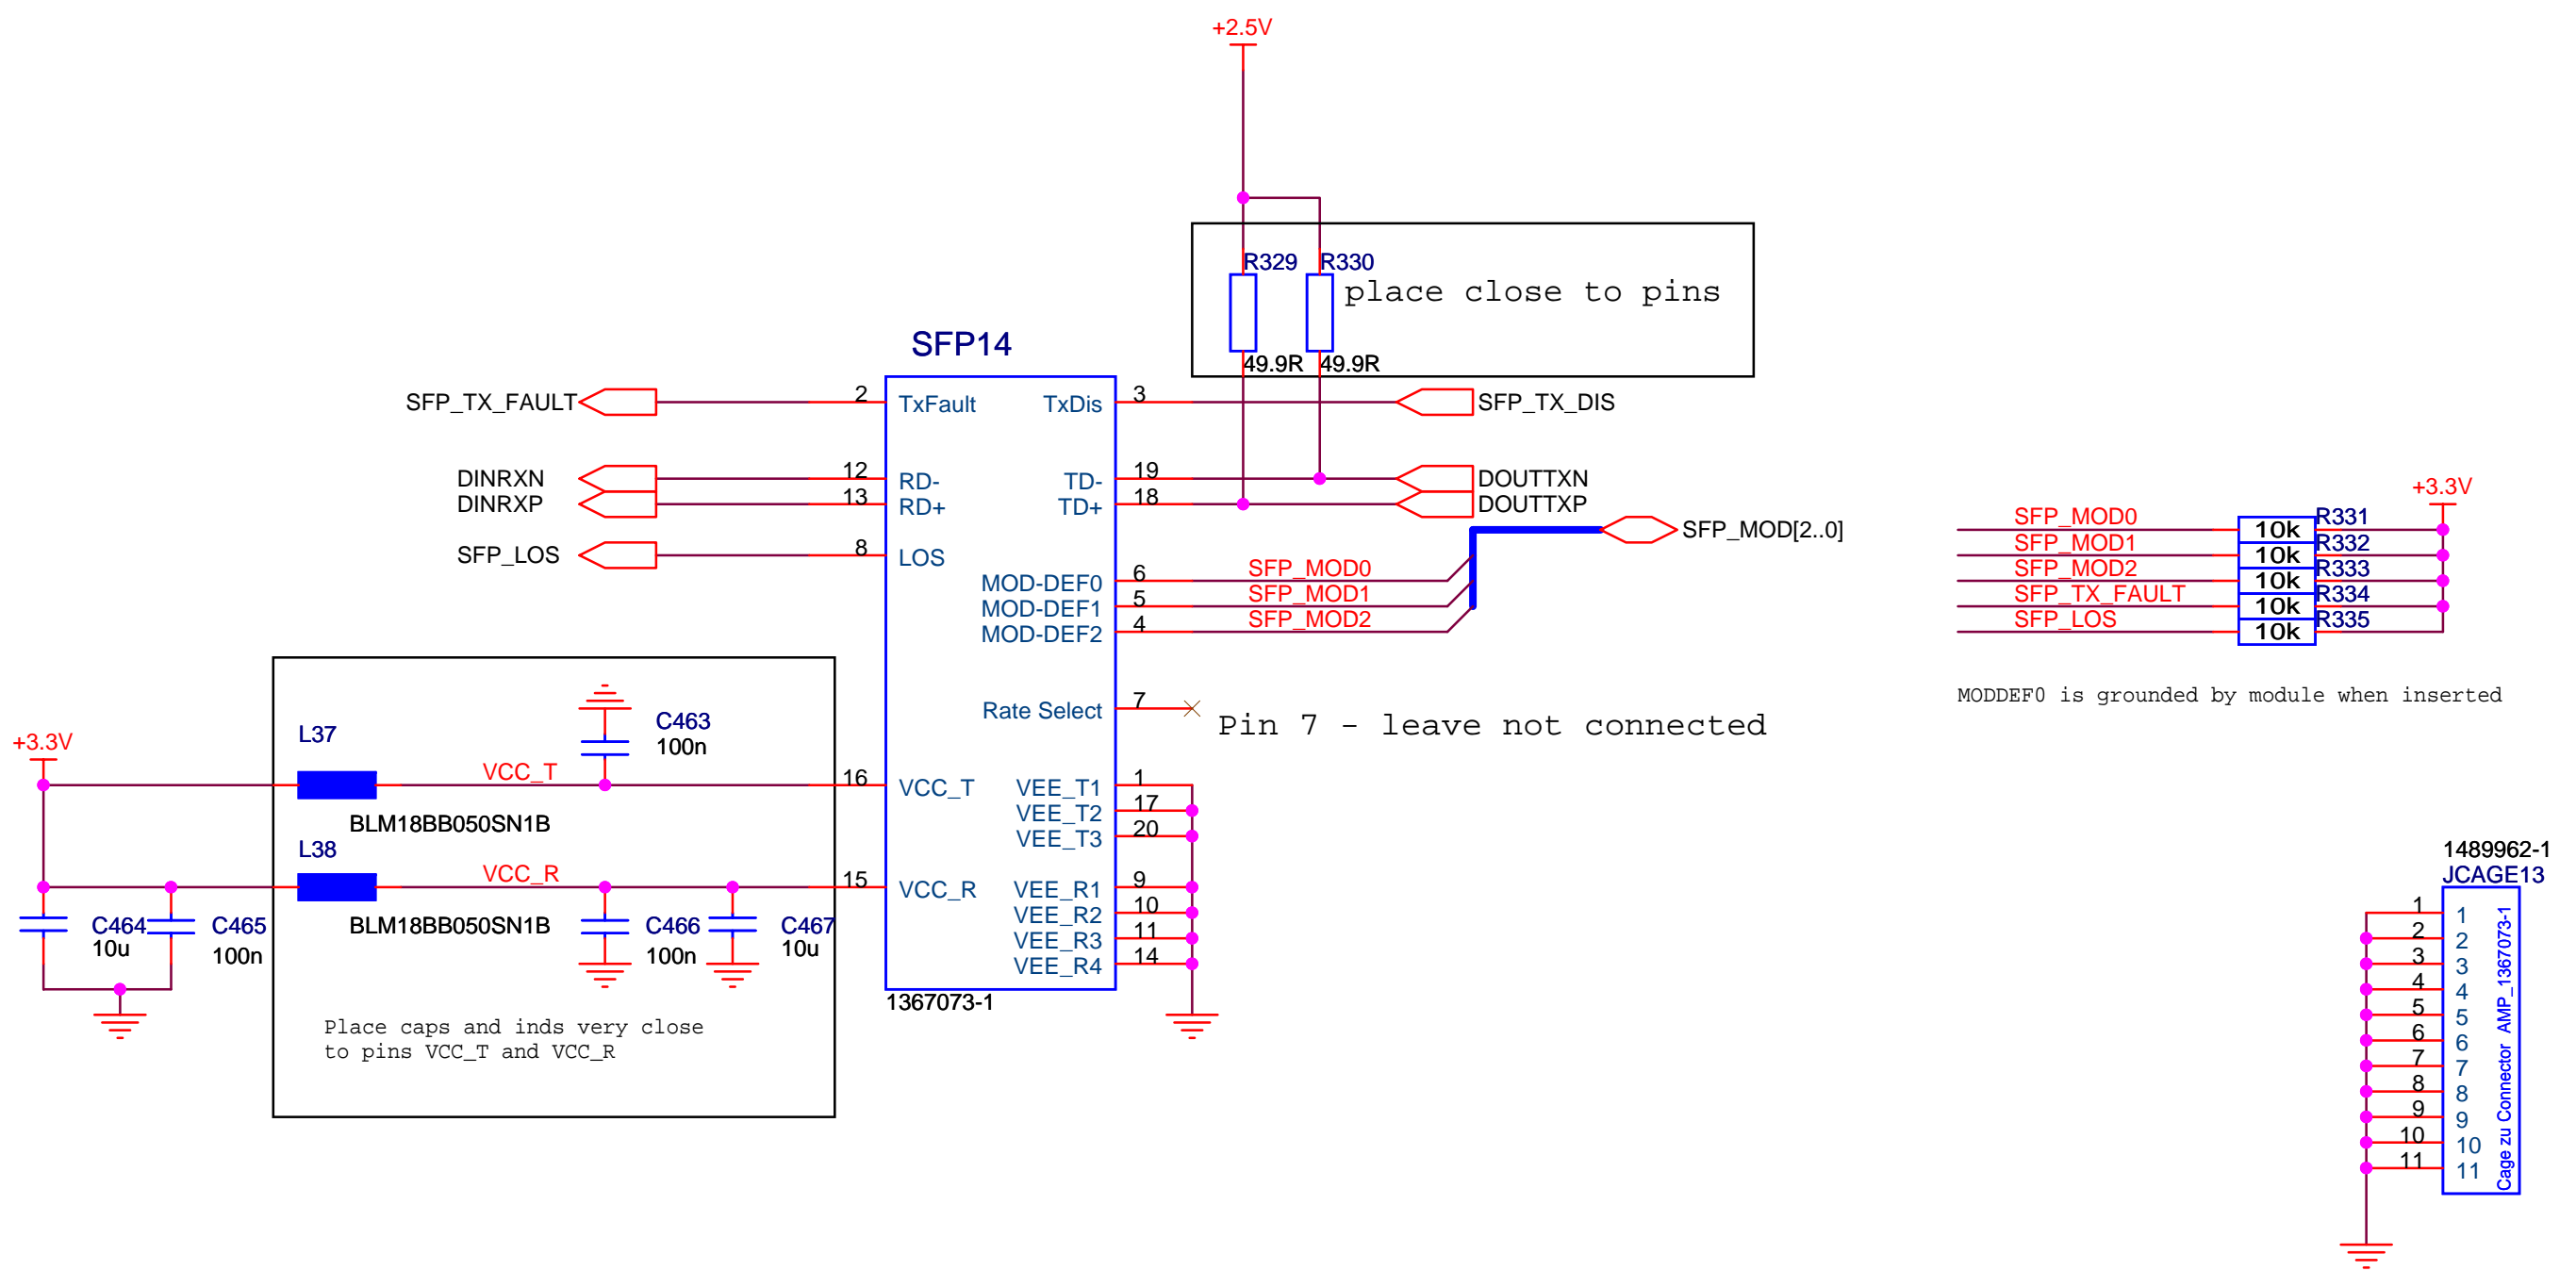 +2.5V
R329 R330
place close to pins
49.9R 49.9R
SFP14
SFP_TX_FAULT 2 TxFault TxDis 3 SFP_TX_DIS
DINRXN 12 RD- TD- 19 DOUTTXN
DINRXP 13 RD+ TD+ 18 DOUTTXP
SFP_MOD[2..0]
SFP_LOS 8 LOS
MOD-DEF0 6 SFP_MOD0
MOD-DEF1 5 SFP_MOD1
MOD-DEF2 4 SFP_MOD2
Rate Select 7
Pin 7 - leave not connected
+3.3V
L37
C463
100n
VCC_T
16 VCC_T
BLM18BB050SN1B
L38
VCC_R
15 VCC_R
BLM18BB050SN1B
C464
10u
C465
100n
C466
100n
C467
10u
VEE_T1 1
VEE_T2 17
VEE_T3 20
VEE_R1 9
VEE_R2 10
VEE_R3 11
VEE_R4 14
1367073-1
Place caps and inds very close
to pins VCC_T and VCC_R
+3.3V
SFP_MOD0 10k R331
SFP_MOD1 10k R332
SFP_MOD2 10k R333
SFP_TX_FAULT 10k R334
SFP_LOS 10k R335
MODDEF0 is grounded by module when inserted
1489962-1
JCAGE13
1 1
2 2
3 3
4 4
5 5
6 6
7 7
8 8
9 9
10 10
11 11
Cage zu Connector AMP_1367073-1